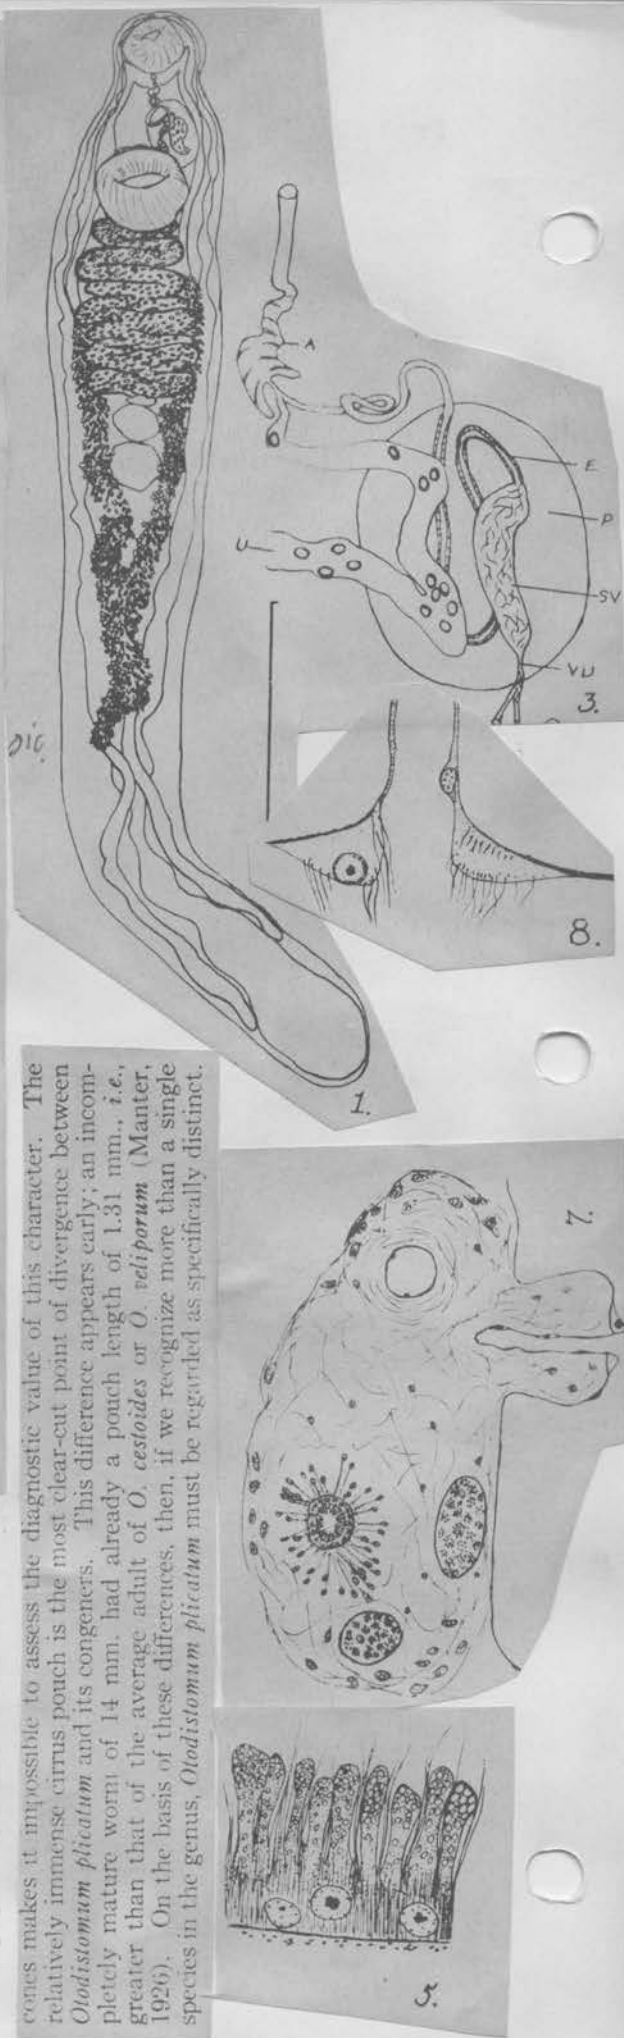 A
E
P
SV
VD
U
3.
sic.
8.
1.
7.
5.
cones makes it impossible to assess the diagnostic value of this character. The
relatively immense cirrus pouch is the most clear-cut point of divergence between
Otodistomum plicatum and its congeners. This difference appears early; an incom-
pletely mature worm of 14 mm. had already a pouch length of 1.31 mm., i.e.,
greater than that of the average adult of O. cestoides or O. veliporum (Manter,
1926). On the basis of these differences, then, if we recognize more than a single
species in the genus, Otodistomum plicatum must be regarded as specifically distinct.